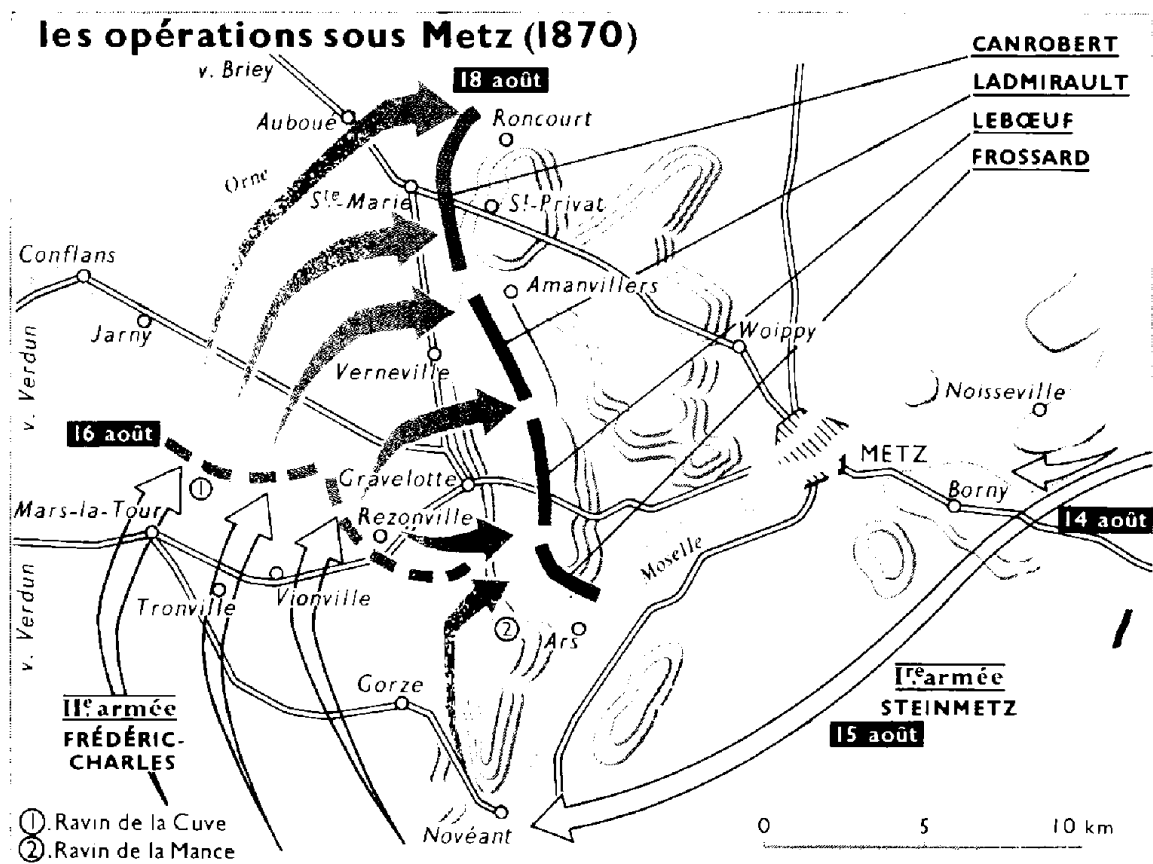 les opérations sous Metz (1870)
CANROBERT
LADMIRAULT
LEBŒUF
FROSSARD
v. Briey
18 août
Auboué
Roncourt
Orne
Ste-Marie
St-Privat
Conflans
Amanvillers
Jarny
Woippy
v. Verdun
Verneville
Noisseville
16 août
METZ
Gravelotte
1
Borny
Mars-la-Tour
Rezonville
14 août
Moselle
Vionville
Tronville
v. Verdun
2
Ars
Gorze
Ire armée
STEINMETZ
IIe armée
FRÉDÉRIC-
CHARLES
15 août
1.Ravin de la Cuve
2.Ravin de la Mance
Novéant
0 5 10 km